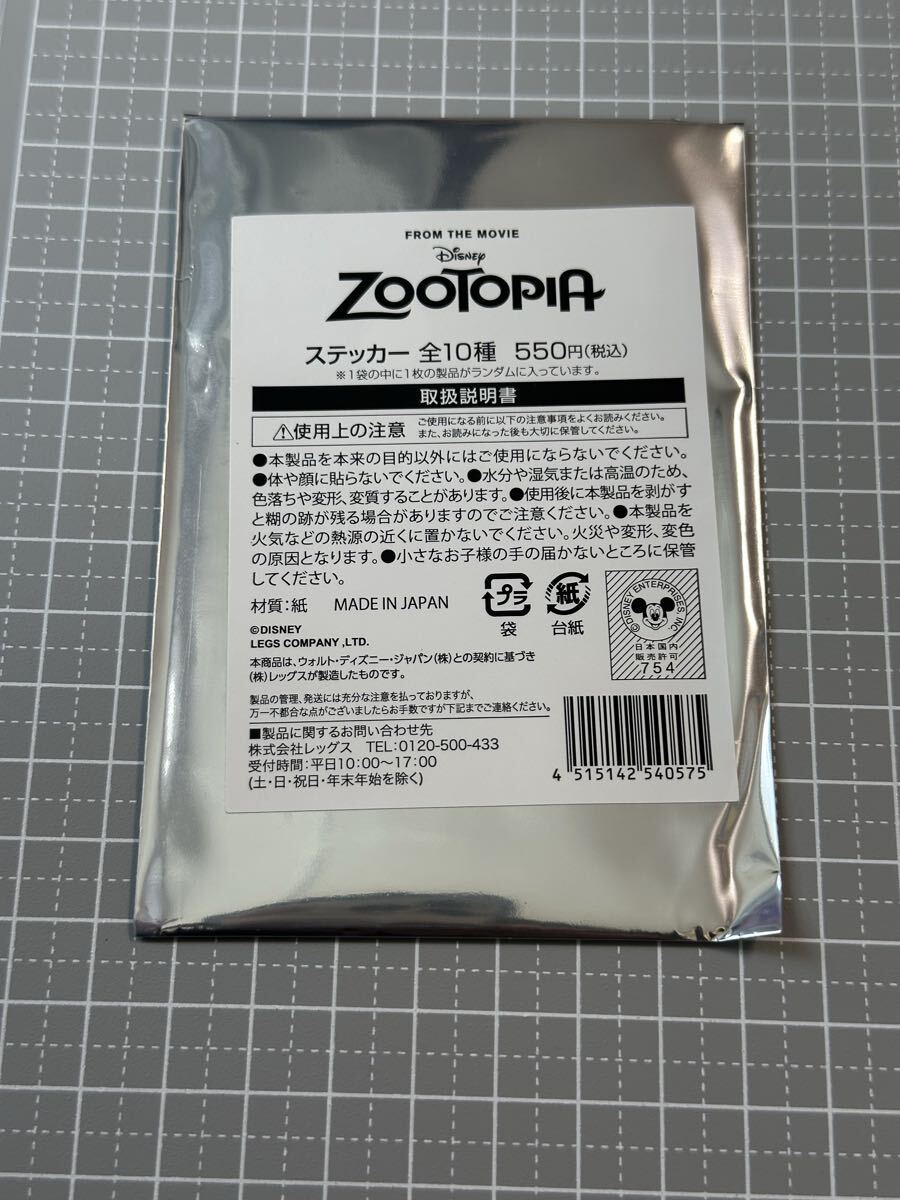 FROM THE MOVIE
Disney
ZOOTOPIA
ステッカー 全10種 550円(税込)
※1袋の中に1枚の製品がランダムに入っています。
取扱説明書
⚠使用上の注意
ご使用になる前に以下の注意事項をよくお読みください。
また、お読みになった後も大切に保管してください。
●本製品を本来の目的以外にはご使用にならないでください。
●体や顔に貼らないでください。●水分や湿気または高温のため、
色落ちや変形、変質することがあります。●使用後に本製品を剥がす
と糊の跡が残る場合がありますのでご注意ください。●本製品を
火気などの熱源の近くに置かないでください。火災や変形、変色
の原因となります。●小さなお子様の手の届かないところに保管
してください。
材質:紙 MADE IN JAPAN
プラ
袋
紙
台紙
©DISNEY ENTERPRISES INC.
日本国内
販売許可
754
©DISNEY
LEGS COMPANY ,LTD.
本商品は、ウォルト・ディズニー・ジャパン(株)との契約に基づき
(株)レッグスが製造したものです。
製品の管理、発送には充分な注意を払っておりますが、
万一不都合な点がございましたらお手数ですが下記までご連絡ください。
■製品に関するお問い合わせ先
株式会社レッグス TEL:0120-500-433
受付時間:平日10:00〜17:00
(土・日・祝日・年末年始を除く)
4 515142 540575